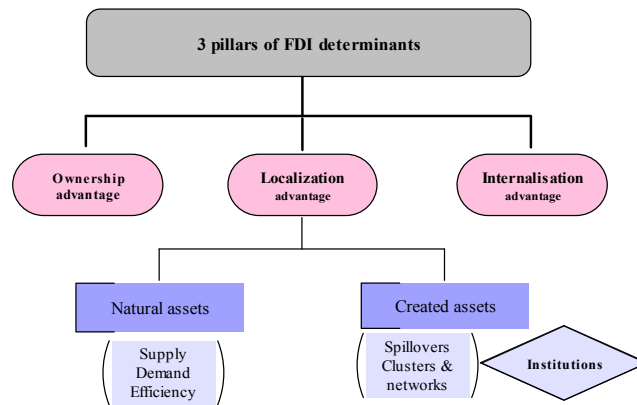 3 pillars of FDI determinants
Ownership
advantage
Localization
advantage
Internalisation
advantage
Natural assets
Created assets
Supply
Demand
Efficiency
Spillovers
Clusters &
networks
Institutions